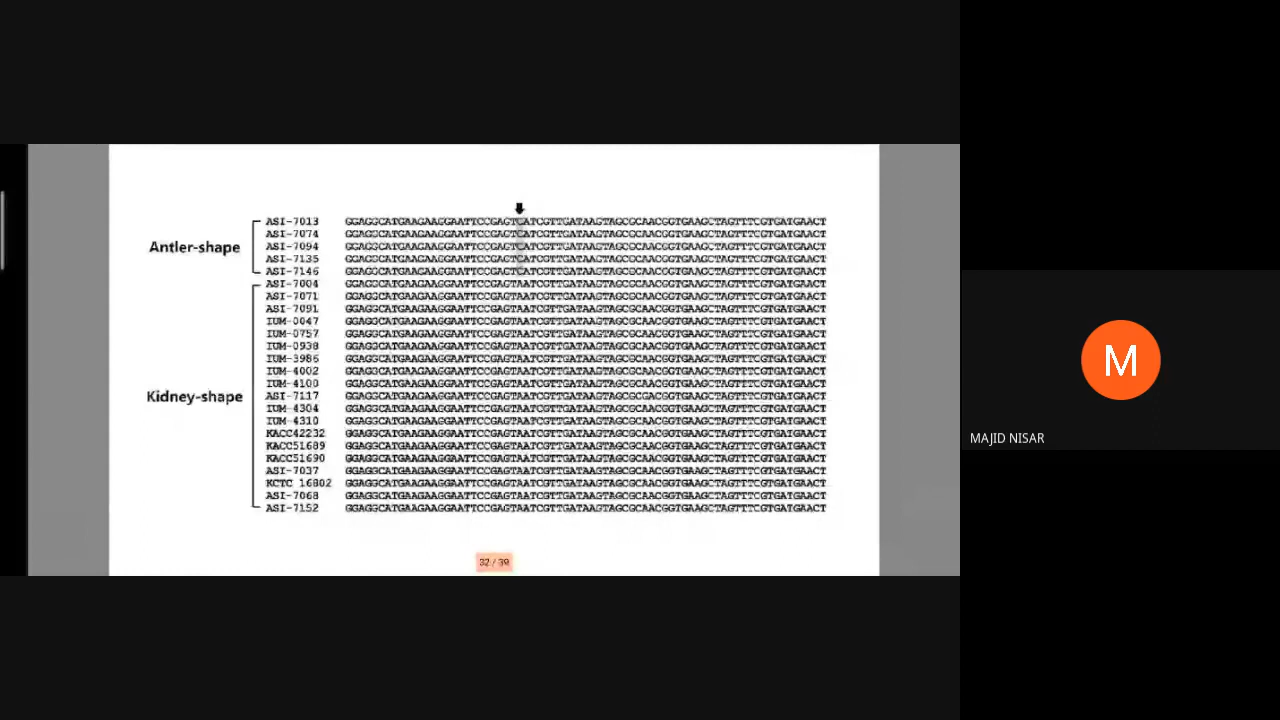 Antler-shape
ASI-7013 GGAGGCATGAAGAAGGAATTCCGAGTCATCGTTGATAAGTAGCGCAACGGTGAAGCTAGTTTCGTGATGAACT
ASI-7074 GGAGGCATGAAGAAGGAATTCCGAGTCATCGTTGATAAGTAGCGCAACGGTGAAGCTAGTTTCGTGATGAACT
ASI-7094 GGAGGCATGAAGAAGGAATTCCGAGTCATCGTTGATAAGTAGCGCAACGGTGAAGCTAGTTTCGTGATGAACT
ASI-7135 GGAGGCATGAAGAAGGAATTCCGAGTCATCGTTGATAAGTAGCGCAACGGTGAAGCTAGTTTCGTGATGAACT
ASI-7146 GGAGGCATGAAGAAGGAATTCCGAGTCATCGTTGATAAGTAGCGCAACGGTGAAGCTAGTTTCGTGATGAACT
Kidney-shape
ASI-7004 GGAGGCATGAAGAAGGAATTCCGAGTAATCGTTGATAAGTAGCGCAACGGTGAAGCTAGTTTCGTGATGAACT
ASI-7071 GGAGGCATGAAGAAGGAATTCCGAGTAATCGTTGATAAGTAGCGCAACGGTGAAGCTAGTTTCGTGATGAACT
ASI-7091 GGAGGCATGAAGAAGGAATTCCGAGTAATCGTTGATAAGTAGCGCAACGGTGAAGCTAGTTTCGTGATGAACT
IUM-0047 GGAGGCATGAAGAAGGAATTCCGAGTAATCGTTGATAAGTAGCGCAACGGTGAAGCTAGTTTCGTGATGAACT
IUM-0757 GGAGGCATGAAGAAGGAATTCCGAGTAATCGTTGATAAGTAGCGCAACGGTGAAGCTAGTTTCGTGATGAACT
IUM-0938 GGAGGCATGAAGAAGGAATTCCGAGTAATCGTTGATAAGTAGCGCAACGGTGAAGCTAGTTTCGTGATGAACT
IUM-3986 GGAGGCATGAAGAAGGAATTCCGAGTAATCGTTGATAAGTAGCGCAACGGTGAAGCTAGTTTCGTGATGAACT
IUM-4002 GGAGGCATGAAGAAGGAATTCCGAGTAATCGTTGATAAGTAGCGCAACGGTGAAGCTAGTTTCGTGATGAACT
IUM-4100 GGAGGCATGAAGAAGGAATTCCGAGTAATCGTTGATAAGTAGCGCAACGGTGAAGCTAGTTTCGTGATGAACT
ASI-7117 GGAGGCATGAAGAAGGAATTCCGAGTAATCGTTGATAAGTAGCGCGACGGTGAAGCTAGTTTCGTGATGAACT
IUM-4304 GGAGGCATGAAGAAGGAATTCCGAGTAATCGTTGATAAGTAGCGCAACGGTGAAGCTAGTTTCGTGATGAACT
IUM-4310 GGAGGCATGAAGAAGGAATTCCGAGTAATCGTTGATAAGTAGCGCAACGGTGAAGCTAGTTTCGTGATGAACT
KACC42232 GGAGGCATGAAGAAGGAATTCCGAGTAATCGTTGATAAGTAGCGCAACGGTGAAGCTAGTTTCGTGATGAACT
KACC51689 GGAGGCATGAAGAAGGAATTCCGAGTAATCGTTGATAAGTAGCGCAACGGTGAAGCTAGTTTCGTGATGAACT
KACC51690 GGAGGCATGAAGAAGGAATTCCGAGTAATCGTTGATAAGTAGCGCAACGGTGAAGCTAGTTTCGTGATGAACT
ASI-7037 GGAGGCATGAAGAAGGAATTCCGAGTAATCGTTGATAAGTAGCGCAACGGTGAAGCTAGTTTCGTGATGAACT
KCTC 16802 GGAGGCATGAAGAAGGAATTCCGAGTAATCGTTGATAAGTAGCGCAACGGTGAAGCTAGTTTCGTGATGAACT
ASI-7068 GGAGGCATGAAGAAGGAATTCCGAGTAATCGTTGATAAGTAGCGCAACGGTGAAGCTAGTTTCGTGATGAACT
ASI-7152 GGAGGCATGAAGAAGGAATTCCGAGTAATCGTTGATAAGTAGCGCAACGGTGAAGCTAGTTTCGTGATGAACT
32 / 39
M
MAJID NISAR